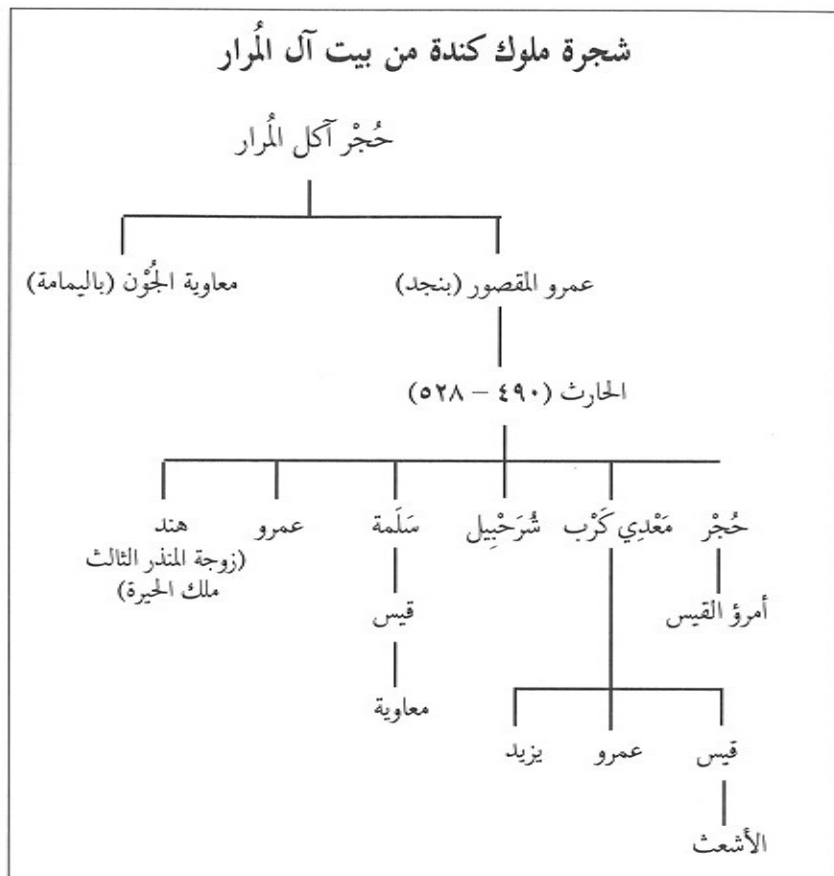 شجرة ملوك كندة من بيت آل المُرار
حُجْر آكل المُرار
عمرو المقصور (بنجد) معاوية الجُوْن (باليمامة)
الحارث (٤٩٠ – ٥٢٨)
حُجْر مَعْدِي كَرْب شُرَحْبِيل سَلَمة عمرو هند
(زوجة المنذر الثالث
ملك الحيرة)
أمرؤ القيس قيس
معاوية
قيس عمرو يزيد
الأشعث